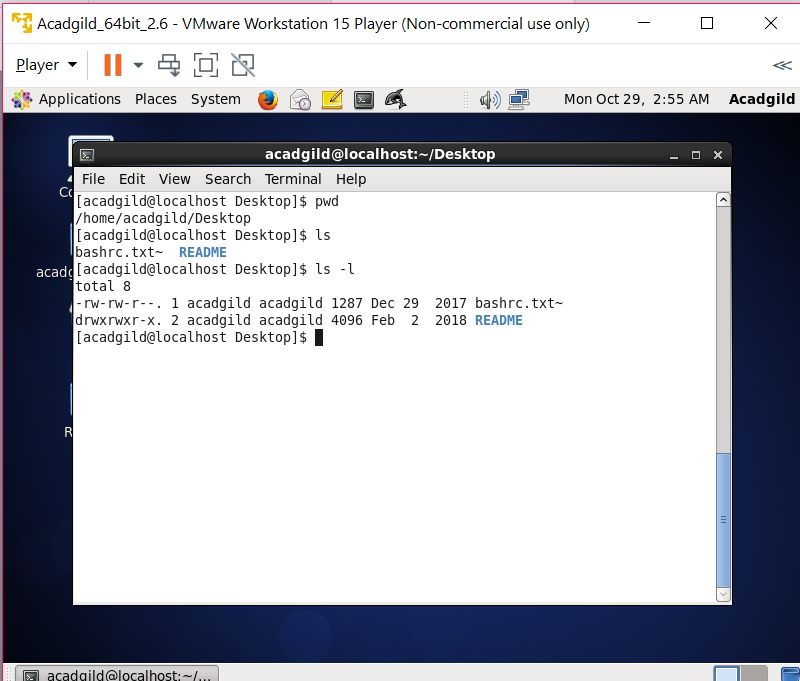 Acadgild_64bit_2.6 - VMware Workstation 15 Player (Non-commercial use only)
Player
Applications Places System Mon Oct 29, 2:55 AM Acadgild
acadgild@localhost:~/Desktop
File Edit View Search Terminal Help
[acadgild@localhost Desktop]$ pwd
/home/acadgild/Desktop
[acadgild@localhost Desktop]$ ls
bashrc.txt~  README
[acadgild@localhost Desktop]$ ls -l
total 8
-rw-rw-r--. 1 acadgild acadgild 1287 Dec 29  2017 bashrc.txt~
drwxrwxr-x. 2 acadgild acadgild 4096 Feb  2  2018 README
[acadgild@localhost Desktop]$
acadgild@localhost:~/...